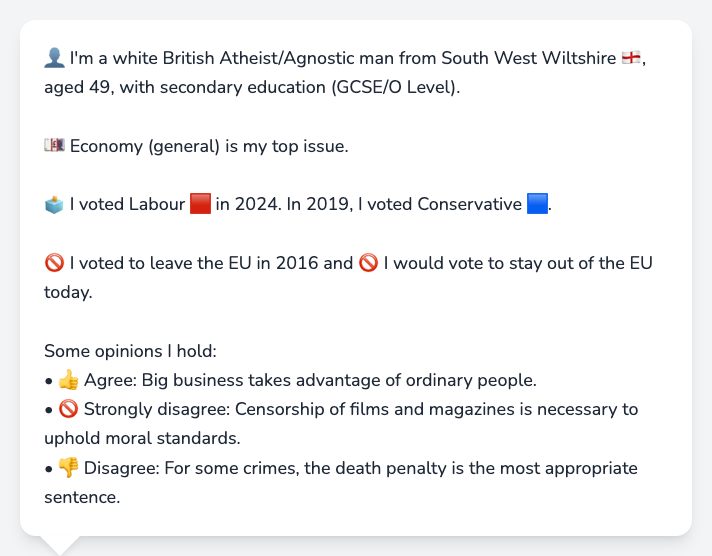 👤 I'm a white British Atheist/Agnostic man from South West Wiltshire 🏴󠁧󠁢󠁥󠁮󠁧󠁿,
aged 49, with secondary education (GCSE/O Level).
💷 Economy (general) is my top issue.
🗳️ I voted Labour 🟥 in 2024. In 2019, I voted Conservative 🟦.
🚫 I voted to leave the EU in 2016 and 🚫 I would vote to stay out of the EU
today.
Some opinions I hold:
• 👍 Agree: Big business takes advantage of ordinary people.
• 🚫 Strongly disagree: Censorship of films and magazines is necessary to
uphold moral standards.
• 👎 Disagree: For some crimes, the death penalty is the most appropriate
sentence.